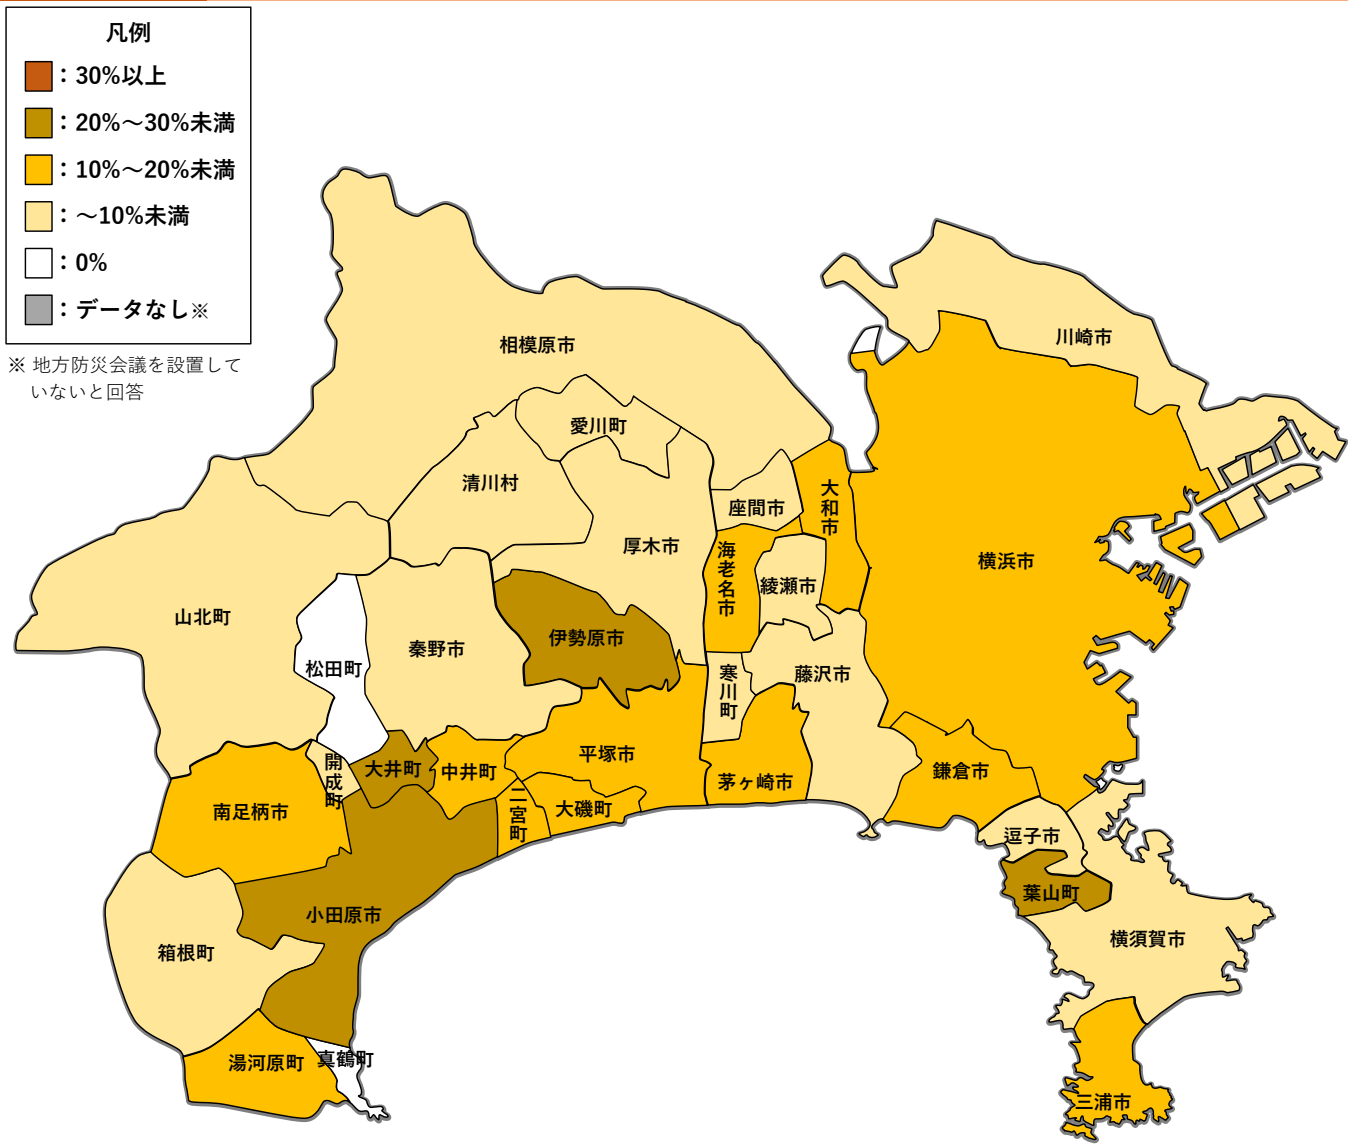 凡例
：30%以上
：20%～30%未満
：10%～20%未満
：～10%未満
：0%
：データなし※
※ 地方防災会議を設置して
いないと回答
相模原市
川崎市
愛川町
清川村
座間市
大和市
厚木市
海老名市
横浜市
綾瀬市
山北町
伊勢原市
秦野市
松田町
藤沢市
寒川町
平塚市
開成町
大井町
中井町
鎌倉市
茅ヶ崎市
南足柄市
二宮町
大磯町
逗子市
葉山町
小田原市
横須賀市
箱根町
湯河原町
真鶴町
三浦市